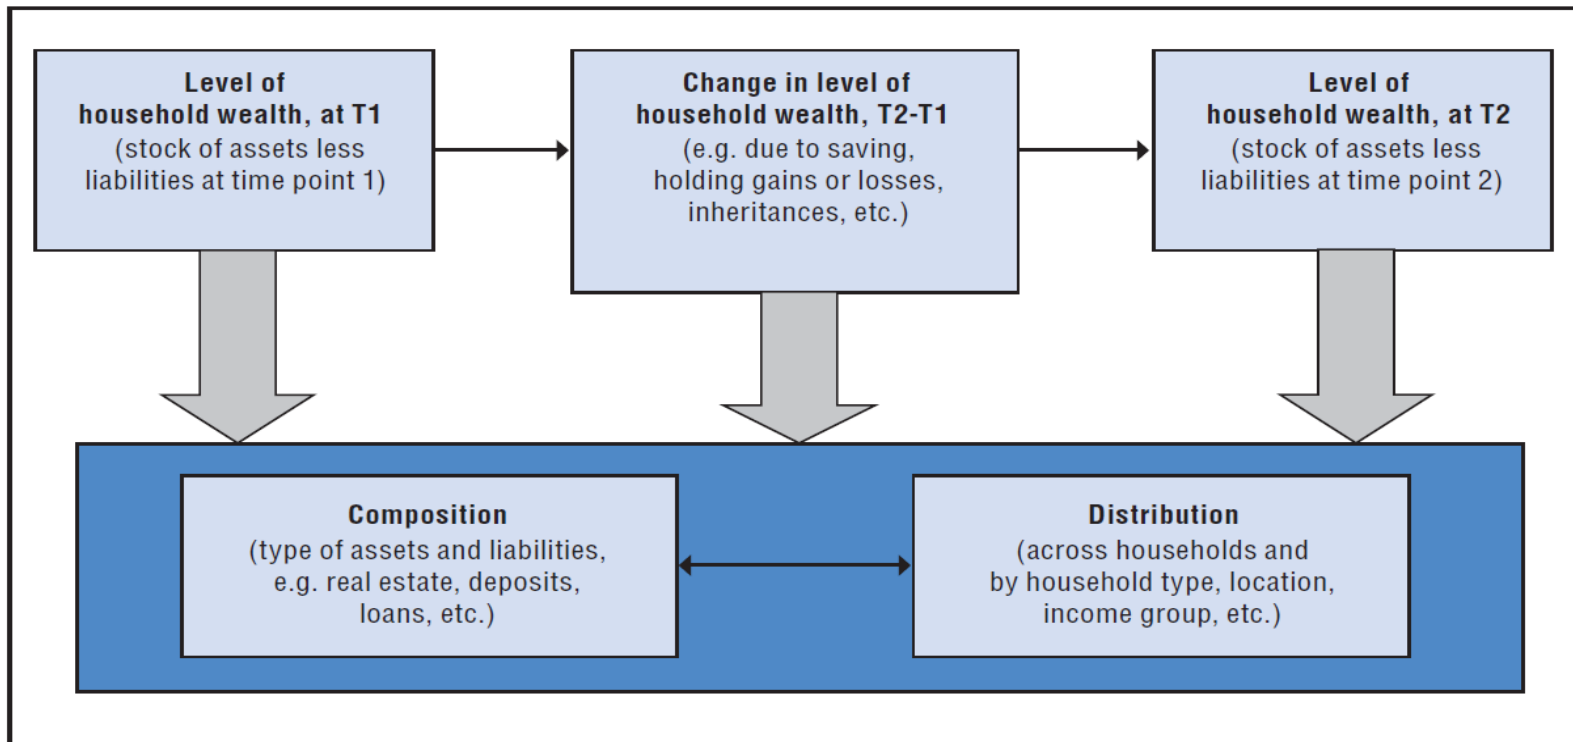 Level of
household wealth, at T1
(stock of assets less
liabilities at time point 1)
Change in level of
household wealth, T2-T1
(e.g. due to saving,
holding gains or losses,
inheritances, etc.)
Level of
household wealth, at T2
(stock of assets less
liabilities at time point 2)
Composition
(type of assets and liabilities,
e.g. real estate, deposits,
loans, etc.)
Distribution
(across households and
by household type, location,
income group, etc.)